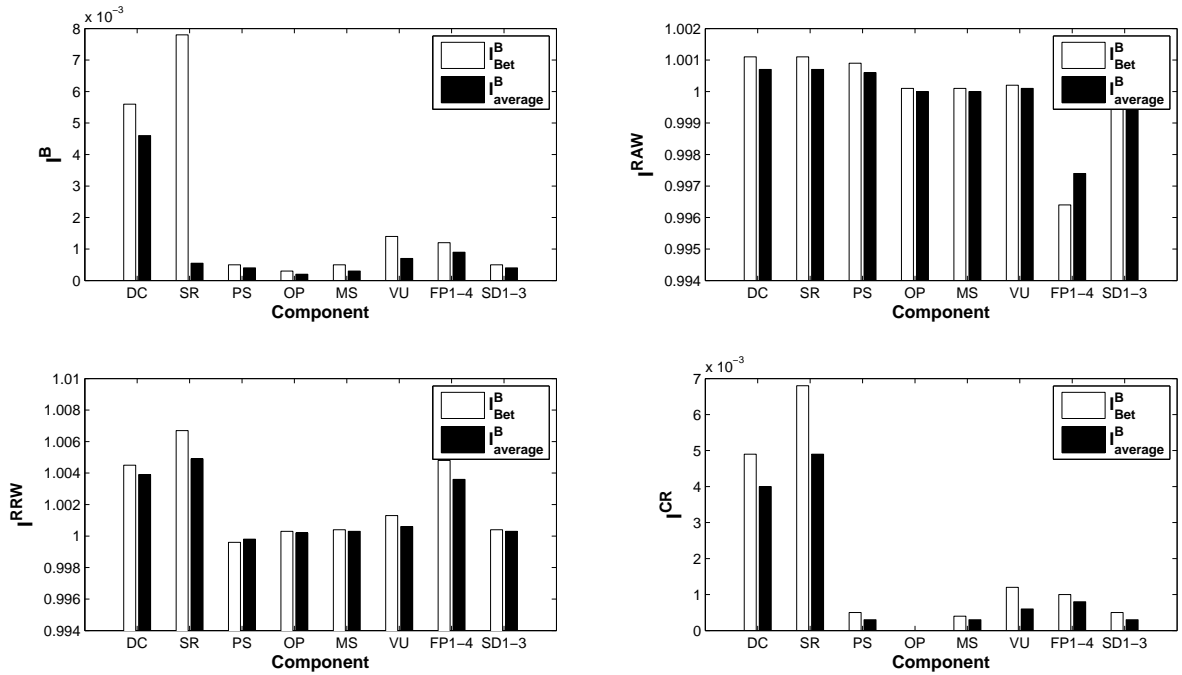 x 10⁻³
8
7
6
5
4
3
2
1
0
I^B
I^B_Bet
I^B_average
DC SR PS OP MS VU FP1−4 SD1−3
Component
1.002
1.001
1
0.999
0.998
0.997
0.996
0.995
0.994
I^RAW
I^B_Bet
I^B_average
DC SR PS OP MS VU FP1−4 SD1−3
Component
1.01
1.008
1.006
1.004
1.002
1
0.998
0.996
0.994
I^RRW
I^B_Bet
I^B_average
DC SR PS OP MS VU FP1−4 SD1−3
Component
x 10⁻³
7
6
5
4
3
2
1
0
I^CR
I^B_Bet
I^B_average
DC SR PS OP MS VU FP1−4 SD1−3
Component